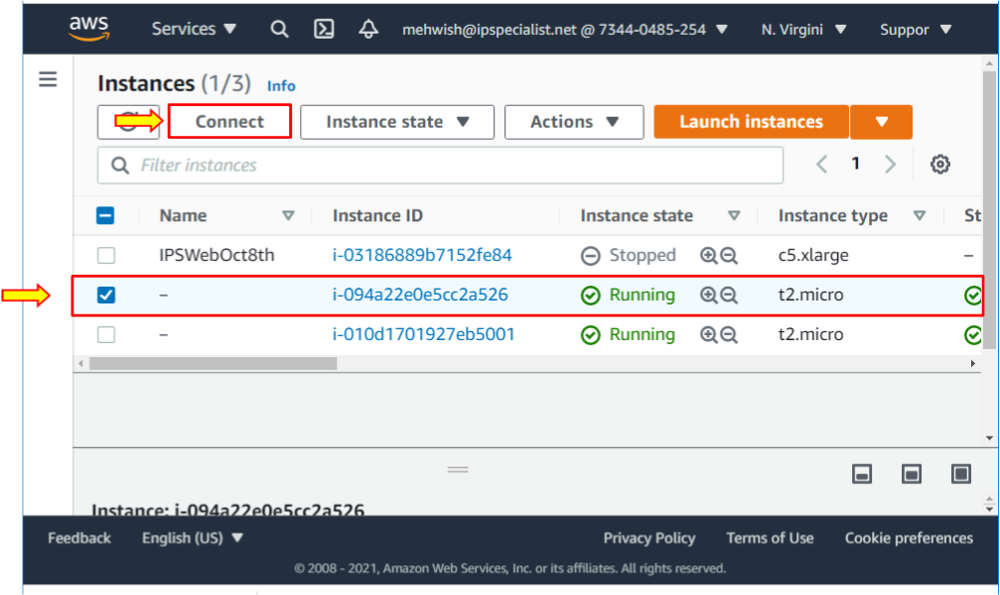 aws Services mehwish@ipspecialist.net @ 7344-0485-254 N. Virgini Suppor
Instances (1/3) Info
Connect Instance state Actions Launch instances
Filter instances 1
Name Instance ID Instance state Instance type St
IPSWebOct8th i-03186889b7152fe84 Stopped c5.xlarge –
– i-094a22e0e5cc2a526 Running t2.micro
– i-010d1701927eb5001 Running t2.micro
Instance: i-094a22e0e5cc2a526
Feedback English (US) Privacy Policy Terms of Use Cookie preferences
© 2008 - 2021, Amazon Web Services, Inc. or its affiliates. All rights reserved.